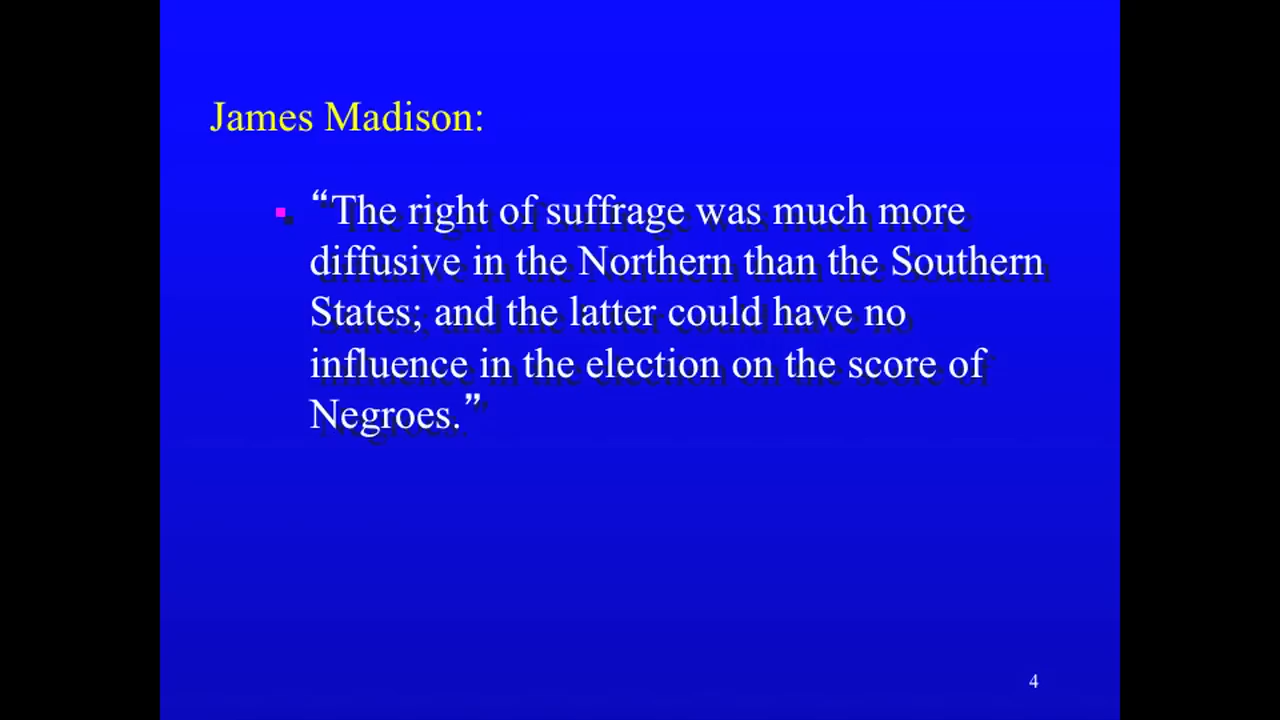 James Madison:
“The right of suffrage was much more
diffusive in the Northern than the Southern
States; and the latter could have no
influence in the election on the score of
Negroes.”
4